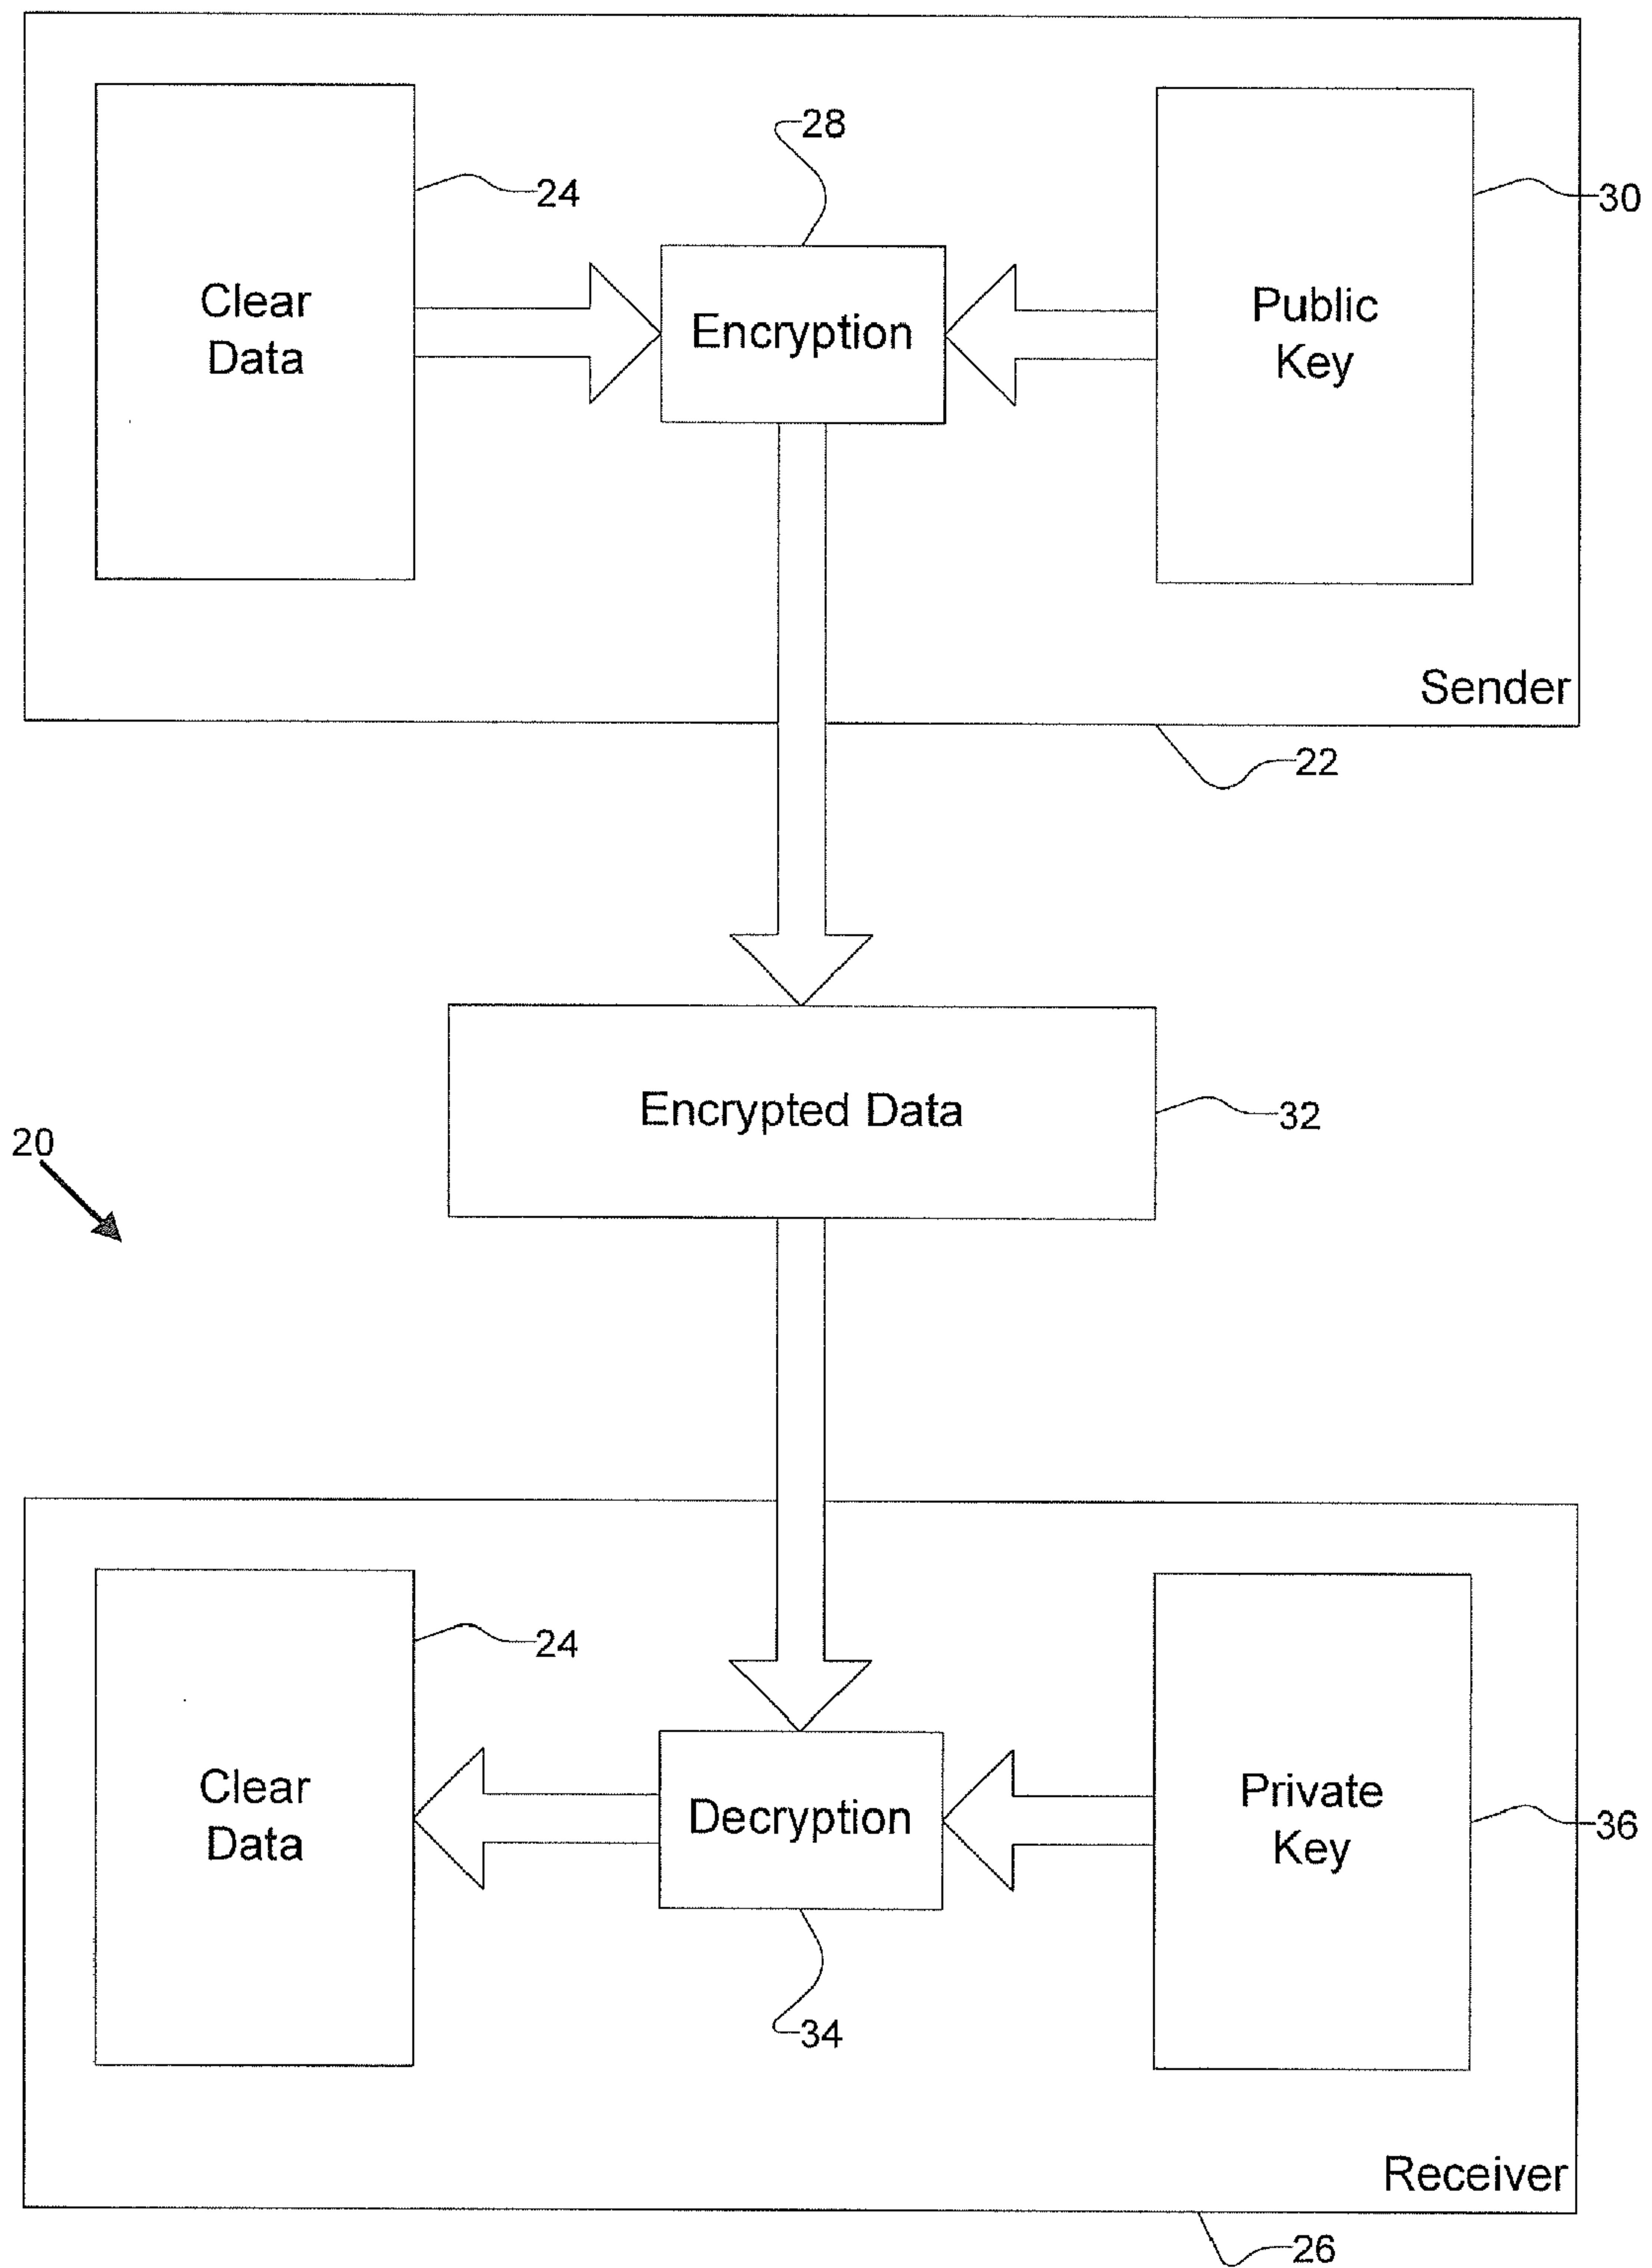 28
24
30
Clear
Data
Encryption
Public
Key
Sender
22
Encrypted Data
32
20
24
Clear
Data
Decryption
Private
Key
36
34
Receiver
26